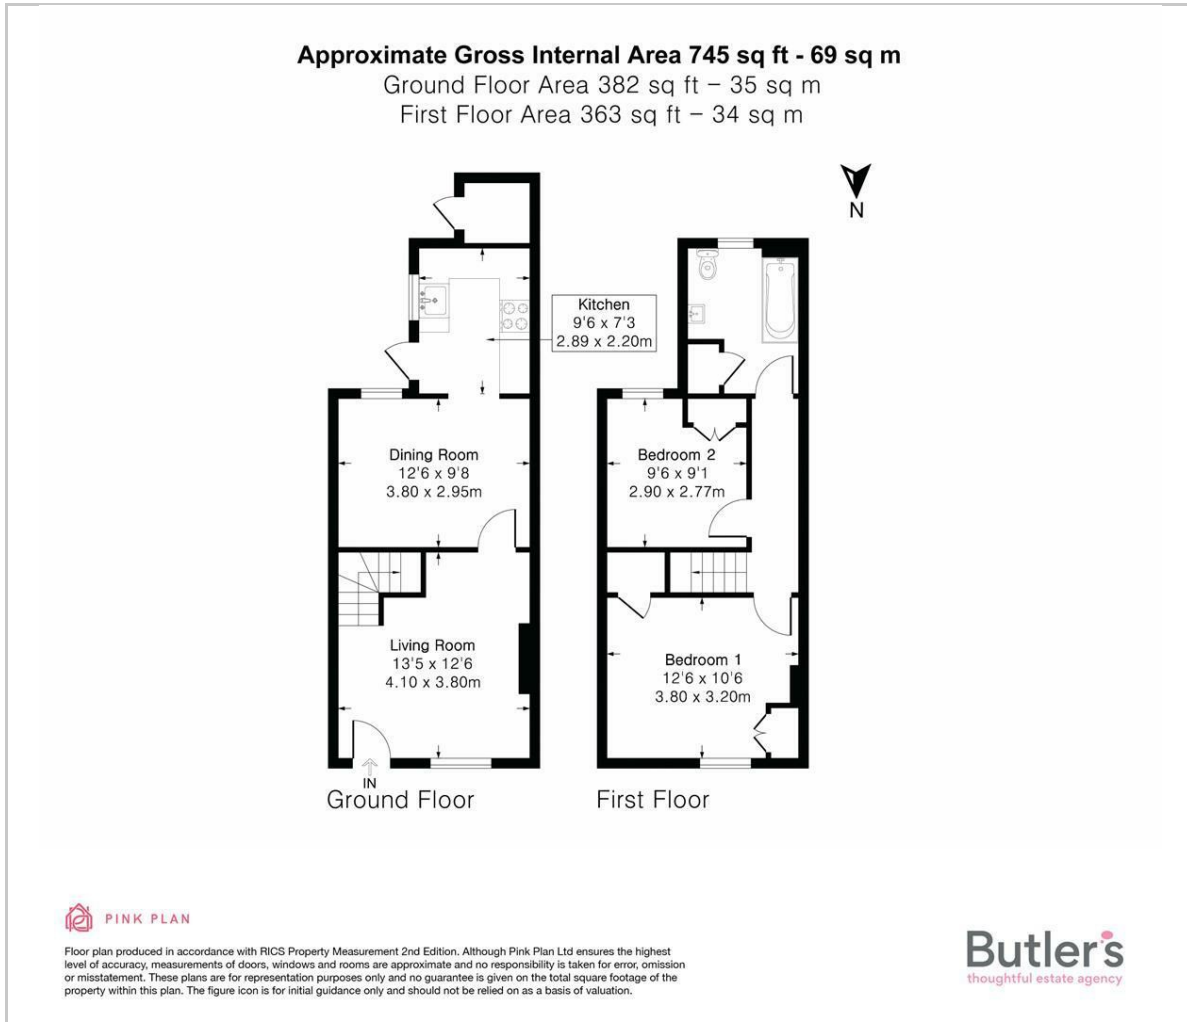 Approximate Gross Internal Area 745 sq ft - 69 sq m
Ground Floor Area 382 sq ft – 35 sq m
First Floor Area 363 sq ft – 34 sq m
N
Kitchen
9'6 x 7'3
2.89 x 2.20m
Dining Room
12'6 x 9'8
3.80 x 2.95m
Living Room
13'5 x 12'6
4.10 x 3.80m
IN
Ground Floor
Bedroom 2
9'6 x 9'1
2.90 x 2.77m
Bedroom 1
12'6 x 10'6
3.80 x 3.20m
First Floor
PINK PLAN
Floor plan produced in accordance with RICS Property Measurement 2nd Edition. Although Pink Plan Ltd ensures the highest
level of accuracy, measurements of doors, windows and rooms are approximate and no responsibility is taken for error, omission
or misstatement. These plans are for representation purposes only and no guarantee is given on the total square footage of the
property within this plan. The figure icon is for initial guidance only and should not be relied on as a basis of valuation.
Butler's
thoughtful estate agency